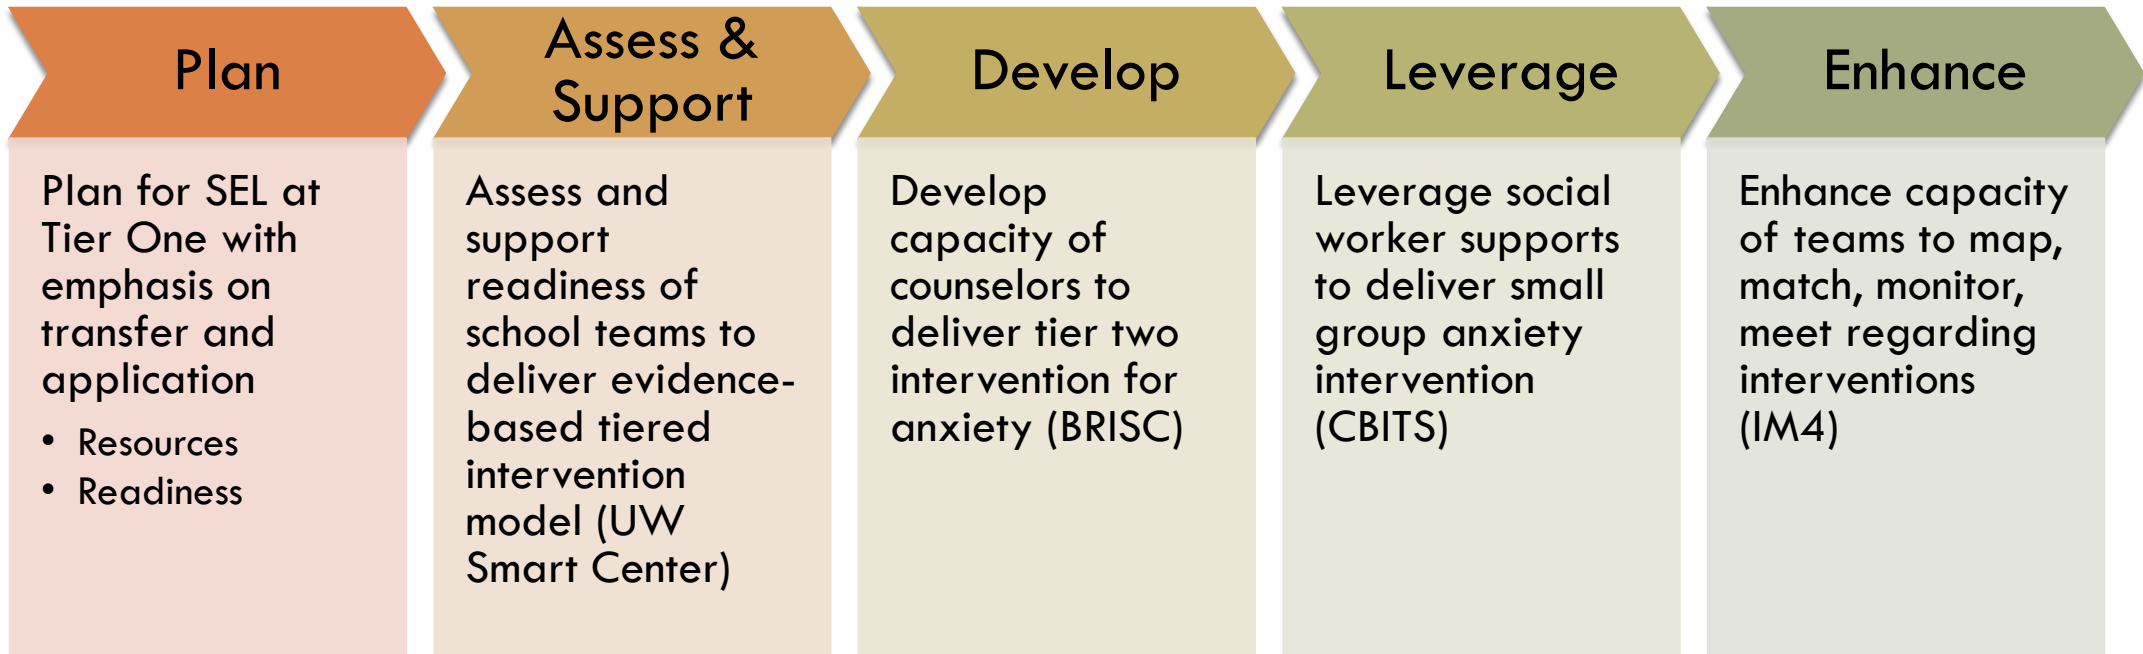 Plan
Plan for SEL at
Tier One with
emphasis on
transfer and
application
• Resources
• Readiness
Assess &
Support
Assess and
support
readiness of
school teams to
deliver evidence-
based tiered
intervention
model (UW
Smart Center)
Develop
Develop
capacity of
counselors to
deliver tier two
intervention for
anxiety (BRISC)
Leverage
Leverage social
worker supports
to deliver small
group anxiety
intervention
(CBITS)
Enhance
Enhance capacity
of teams to map,
match, monitor,
meet regarding
interventions
(IM4)